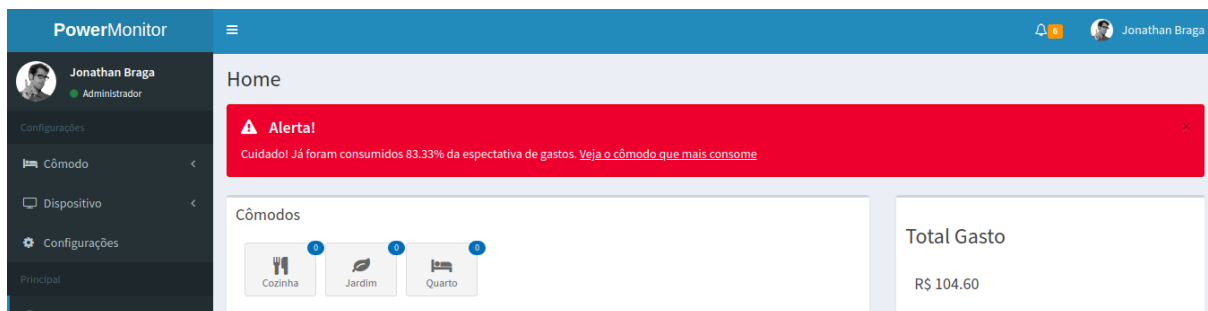 PowerMonitor
6
Jonathan Braga
Jonathan Braga
Administrador
Configurações
Cômodo
Dispositivo
Configurações
Principal
Home
Alerta!
×
Cuidado! Já foram consumidos 83.33% da espectativa de gastos. Veja o cômodo que mais consome
Cômodos
0 0 0
Cozinha Jardim Quarto
Total Gasto
R$ 104.60